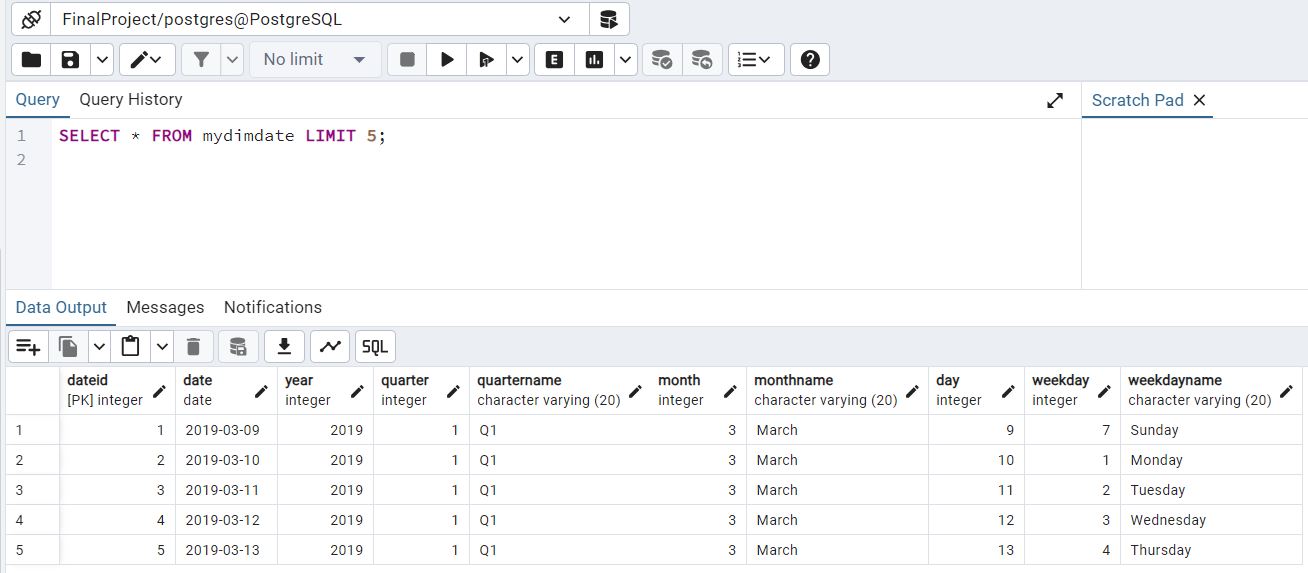 FinalProject/postgres@PostgreSQL
No limit
E
Query Query History Scratch Pad
1 SELECT * FROM mydimdate LIMIT 5;
2
Data Output Messages Notifications
SQL
dateid date year quarter quartername month monthname day weekday weekdayname
[PK] integer date integer integer character varying (20) integer character varying (20) integer integer character varying (20)
1 1 2019-03-09 2019 1 Q1 3 March 9 7 Sunday
2 2 2019-03-10 2019 1 Q1 3 March 10 1 Monday
3 3 2019-03-11 2019 1 Q1 3 March 11 2 Tuesday
4 4 2019-03-12 2019 1 Q1 3 March 12 3 Wednesday
5 5 2019-03-13 2019 1 Q1 3 March 13 4 Thursday